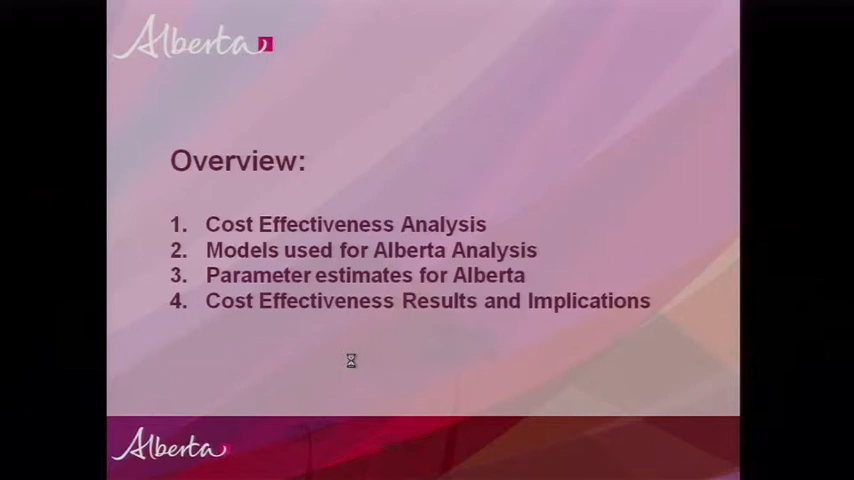 Alberta
Overview:
1. Cost Effectiveness Analysis
2. Models used for Alberta Analysis
3. Parameter estimates for Alberta
4. Cost Effectiveness Results and Implications
Alberta